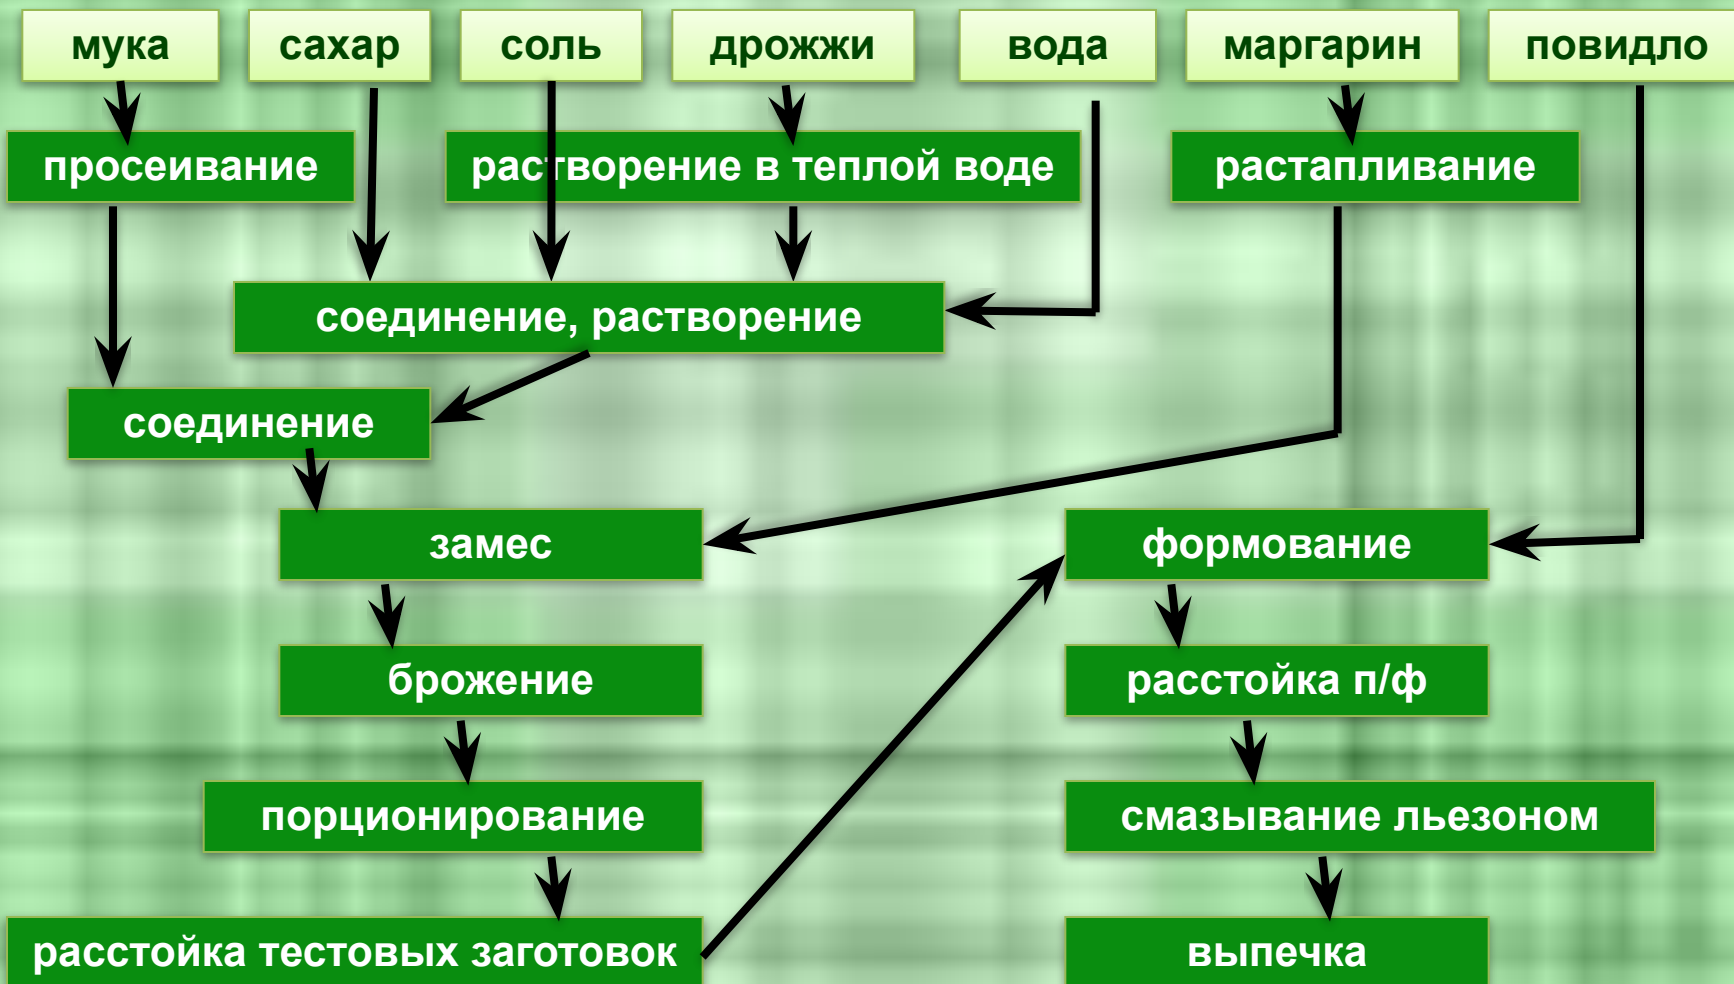 мука
сахар
соль
дрожжи
вода
маргарин
повидло
просеивание
растворение в теплой воде
растапливание
соединение, растворение
соединение
замес
формование
брожение
расстойка п/ф
порционирование
смазывание льезоном
расстойка тестовых заготовок
выпечка